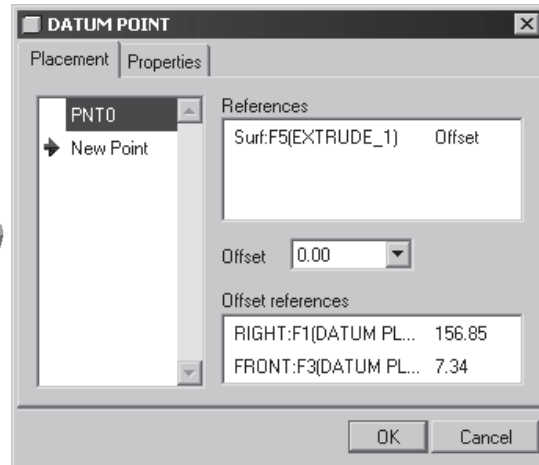 DATUM POINT
Placement Properties
PNT0
New Point
References
Surf:F5(EXTRUDE_1) Offset
Offset 0.00
Offset references
RIGHT:F1(DATUM PL... 156.85
FRONT:F3(DATUM PL... 7.34
OK Cancel